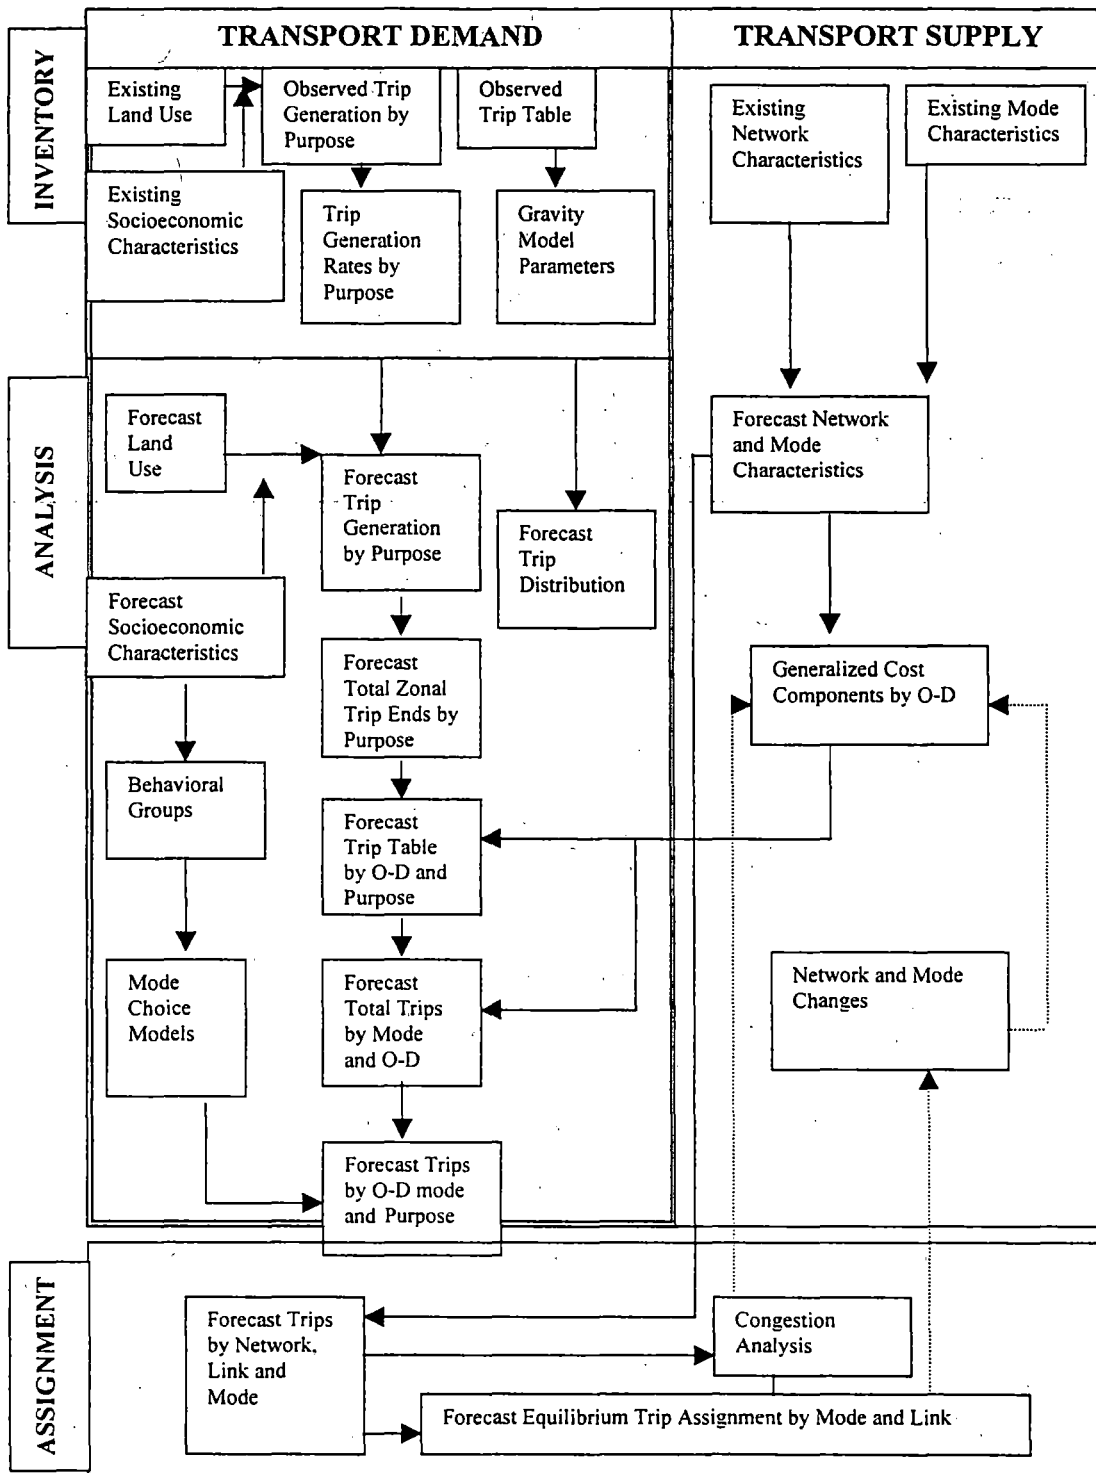 TRANSPORT DEMAND
TRANSPORT SUPPLY
INVENTORY
Existing
Land Use
Observed Trip
Generation by
Purpose
Observed
Trip Table
Existing
Network
Characteristics
Existing Mode
Characteristics
Existing
Socioeconomic
Characteristics
Trip
Generation
Rates by
Purpose
Gravity
Model
Parameters
ANALYSIS
Forecast
Land
Use
Forecast
Trip
Generation
by Purpose
Forecast
Trip
Distribution
Forecast Network
and Mode
Characteristics
Forecast
Socioeconomic
Characteristics
Forecast
Total Zonal
Trip Ends by
Purpose
Generalized Cost
Components by O-D
Behavioral
Groups
Forecast
Trip Table
by O-D and
Purpose
Mode
Choice
Models
Forecast
Total Trips
by Mode
and O-D
Network and Mode
Changes
Forecast Trips
by O-D mode
and Purpose
ASSIGNMENT
Forecast Trips
by Network,
Link and
Mode
Congestion
Analysis
Forecast Equilibrium Trip Assignment by Mode and Link